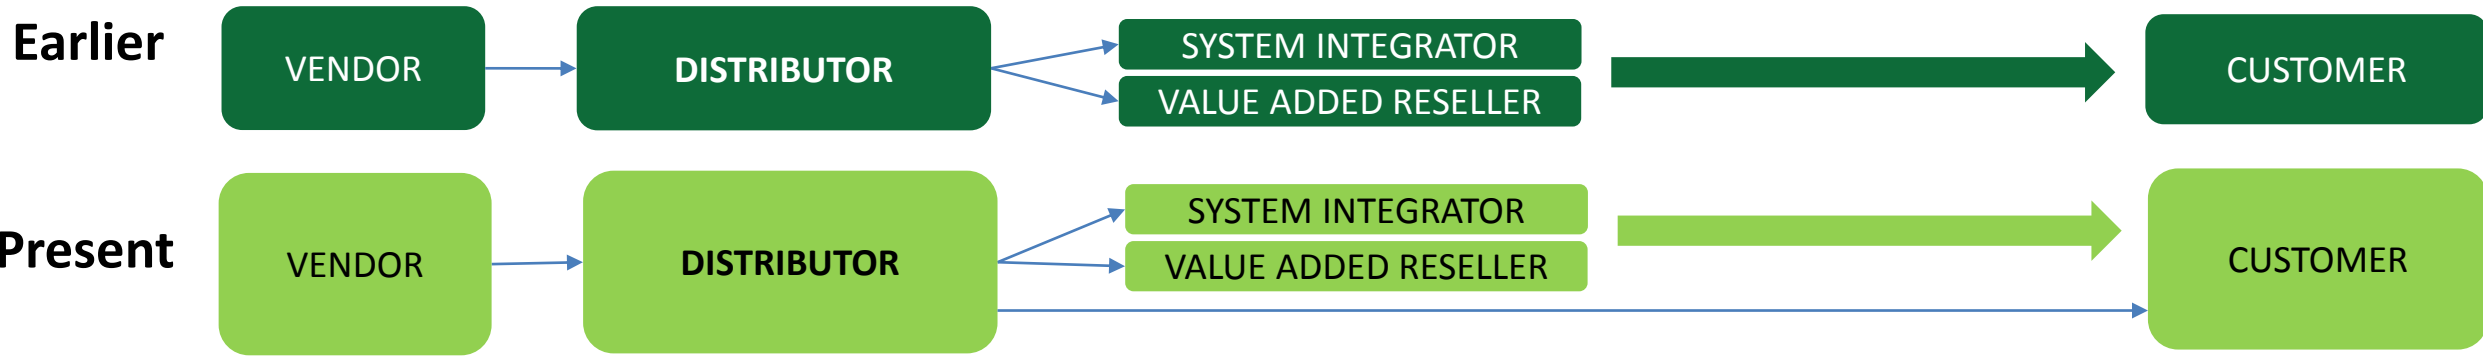 Earlier
VENDOR
DISTRIBUTOR
SYSTEM INTEGRATOR
VALUE ADDED RESELLER
CUSTOMER
Present
VENDOR
DISTRIBUTOR
SYSTEM INTEGRATOR
VALUE ADDED RESELLER
CUSTOMER